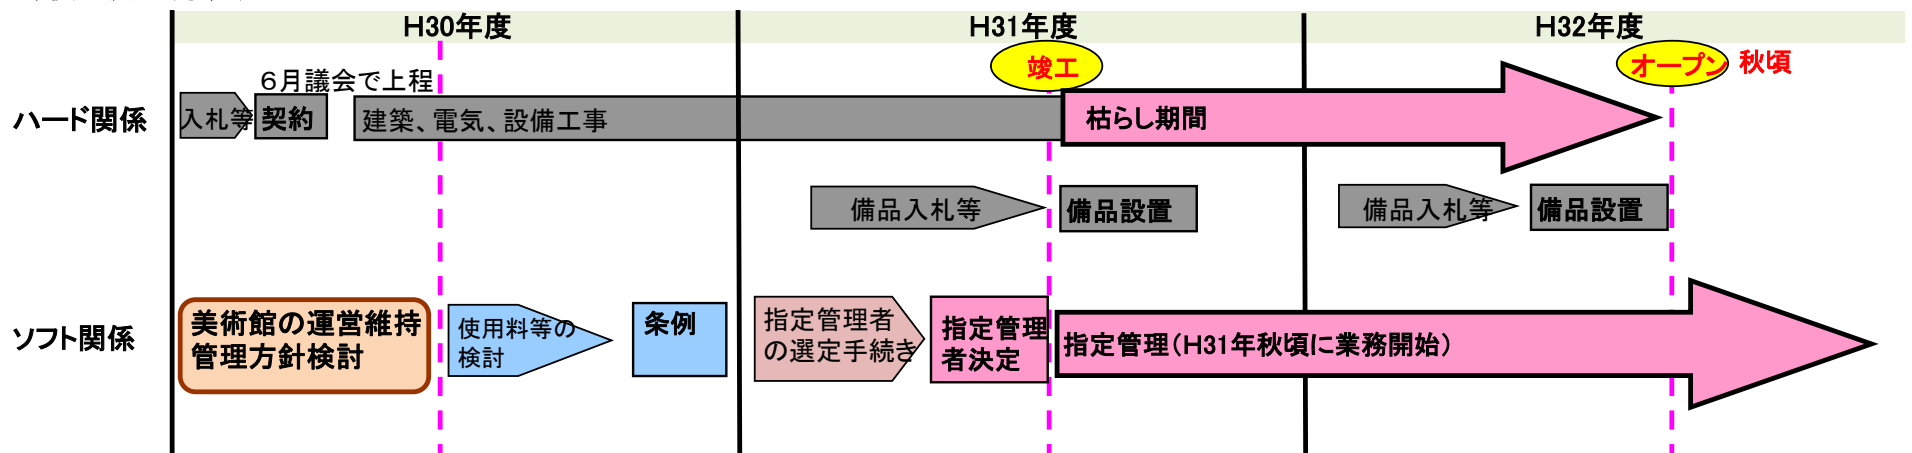 H30年度
H31年度
H32年度
竣工
オープン
秋頃
6月議会で上程
ハード関係
入札等
契約
建築、電気、設備工事
枯らし期間
備品入札等
備品設置
備品入札等
備品設置
ソフト関係
美術館の運営維持
管理方針検討
使用料等の
検討
条例
指定管理者
の選定手続き
指定管理
者決定
指定管理(H31年秋頃に業務開始)